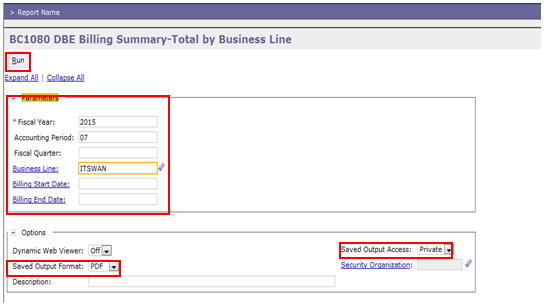 > Report Name
BC1080 DBE Billing Summary-Total by Business Line
Run
Expand All | Collapse All
Parameters
* Fiscal Year: 2015
Accounting Period: 07
Fiscal Quarter:
Business Line: ITSWAN
Billing Start Date:
Billing End Date:
Options
Dynamic Web Viewer: Off Saved Output Access: Private
Saved Output Format: PDF Security Organization:
Description: